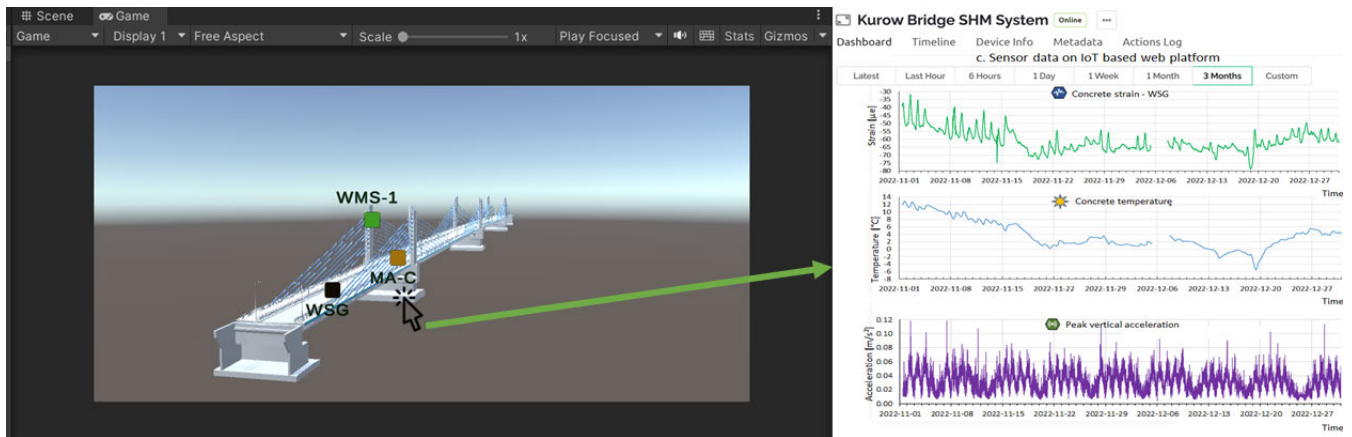 Scene Game
Game Display 1 Free Aspect Scale 1x Play Focused Stats Gizmos
WMS-1
MA-C
WSG
Kurow Bridge SHM System Online
Dashboard Timeline Device Info Metadata Actions Log
c. Sensor data on IoT based web platform
Latest Last Hour 6 Hours 1 Day 1 Week 1 Month 3 Months Custom
Concrete strain - WSG
Strain [µe]
-30
-35
-40
-45
-50
-55
-60
-65
-70
-75
-80
2022-11-01 2022-11-08 2022-11-15 2022-11-22 2022-11-29 2022-12-06 2022-12-13 2022-12-20 2022-12-27
Time
Concrete temperature
Temperature [°C]
14
12
10
8
6
4
2
0
-2
-4
-6
-8
2022-11-01 2022-11-08 2022-11-15 2022-11-22 2022-11-29 2022-12-06 2022-12-13 2022-12-20 2022-12-27
Time
Peak vertical acceleration
Acceleration [m/s²]
0.12
0.10
0.08
0.06
0.04
0.02
0.00
2022-11-01 2022-11-08 2022-11-15 2022-11-22 2022-11-29 2022-12-06 2022-12-13 2022-12-20 2022-12-27
Time